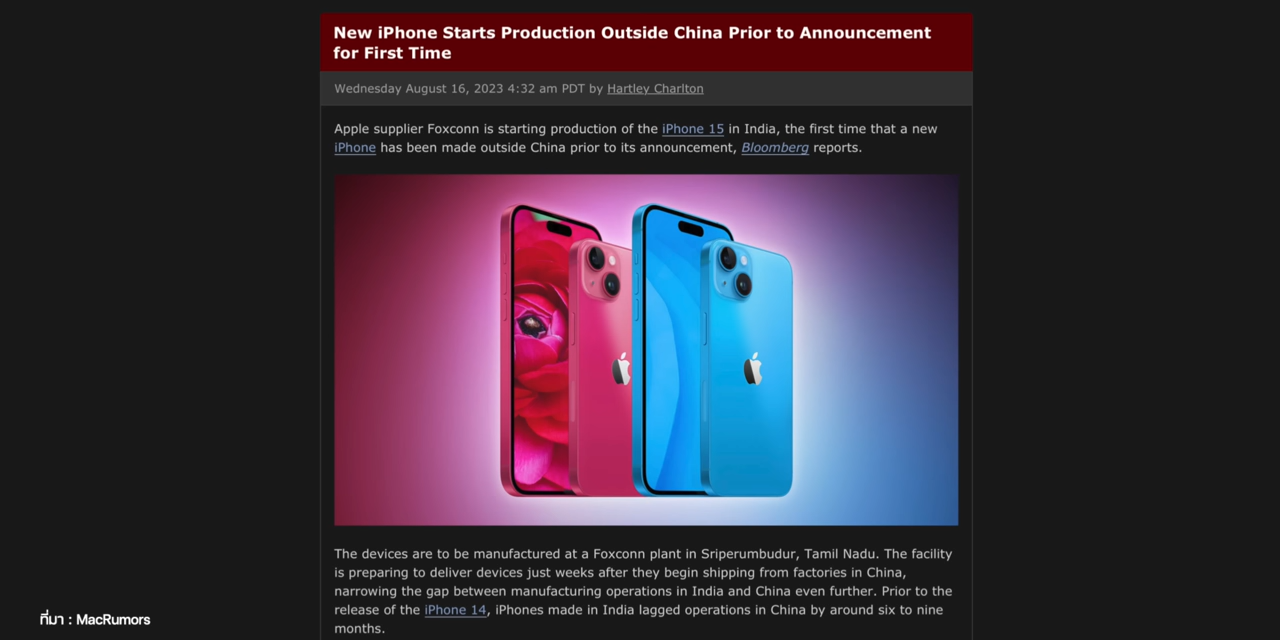 New iPhone Starts Production Outside China Prior to Announcement
for First Time
Wednesday August 16, 2023 4:32 am PDT by Hartley Charlton
Apple supplier Foxconn is starting production of the iPhone 15 in India, the first time that a new
iPhone has been made outside China prior to its announcement, Bloomberg reports.
The devices are to be manufactured at a Foxconn plant in Sriperumbudur, Tamil Nadu. The facility
is preparing to deliver devices just weeks after they begin shipping from factories in China,
narrowing the gap between manufacturing operations in India and China even further. Prior to the
release of the iPhone 14, iPhones made in India lagged operations in China by around six to nine
months.
ที่มา : MacRumors